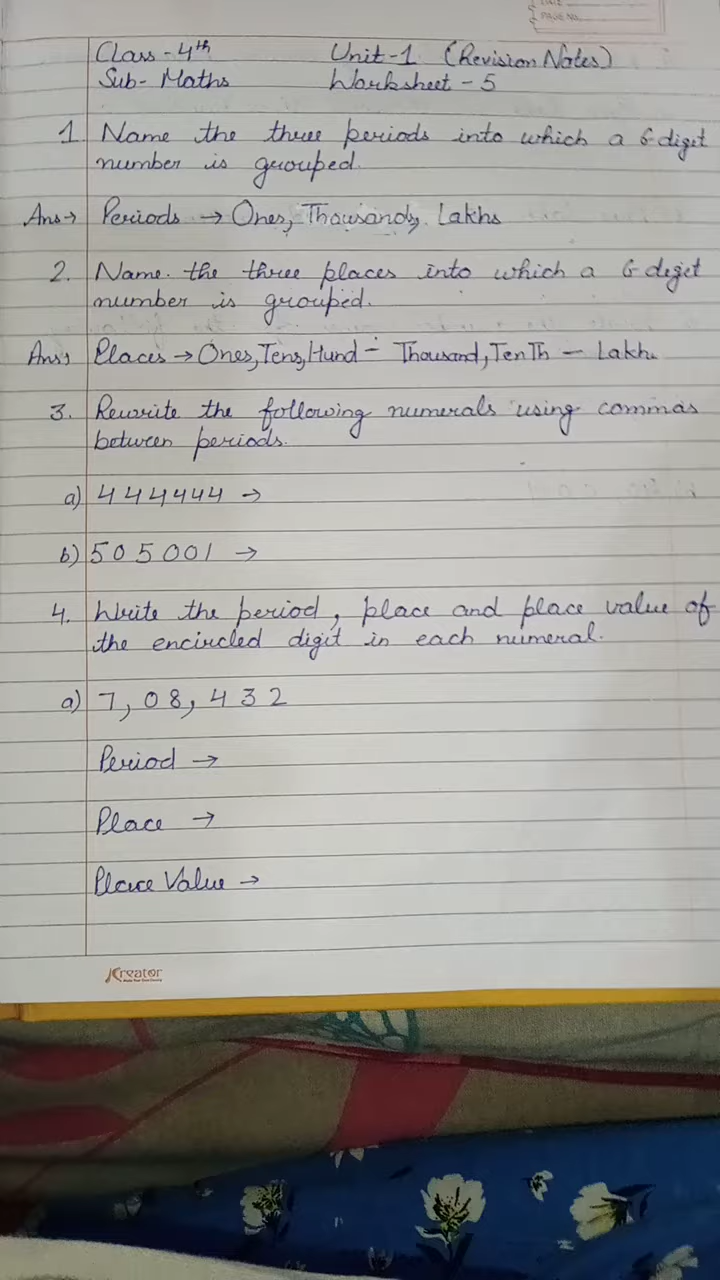 DATE
PAGE NO.
Class - 4th Unit-1 (Revision Notes)
Sub- Maths Worksheet - 5
1. Name the three periods into which a 6 digit
number is grouped.
Ans→ Periods → Ones, Thousands, Lakhs
2. Name the three places into which a 6 digit
number is grouped.
Ans→ Places → Ones, Tens, Hund - Thousand, Ten Th - Lakh
3. Rewrite the following numerals using commas
between periods.
a) 444444 →
b) 505001 →
4. Write the period, place and place value of
the encircled digit in each numeral.
a) 7,08,432
Period →
Place →
Place Value →
Kreator